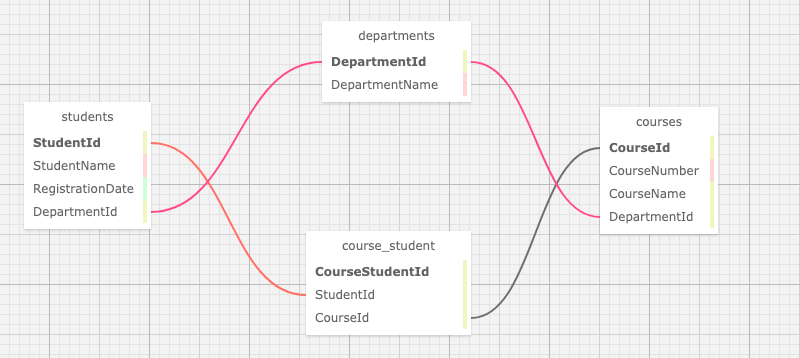 departments
DepartmentId
DepartmentName
students
StudentId
StudentName
RegistrationDate
DepartmentId
courses
CourseId
CourseNumber
CourseName
DepartmentId
course_student
CourseStudentId
StudentId
CourseId